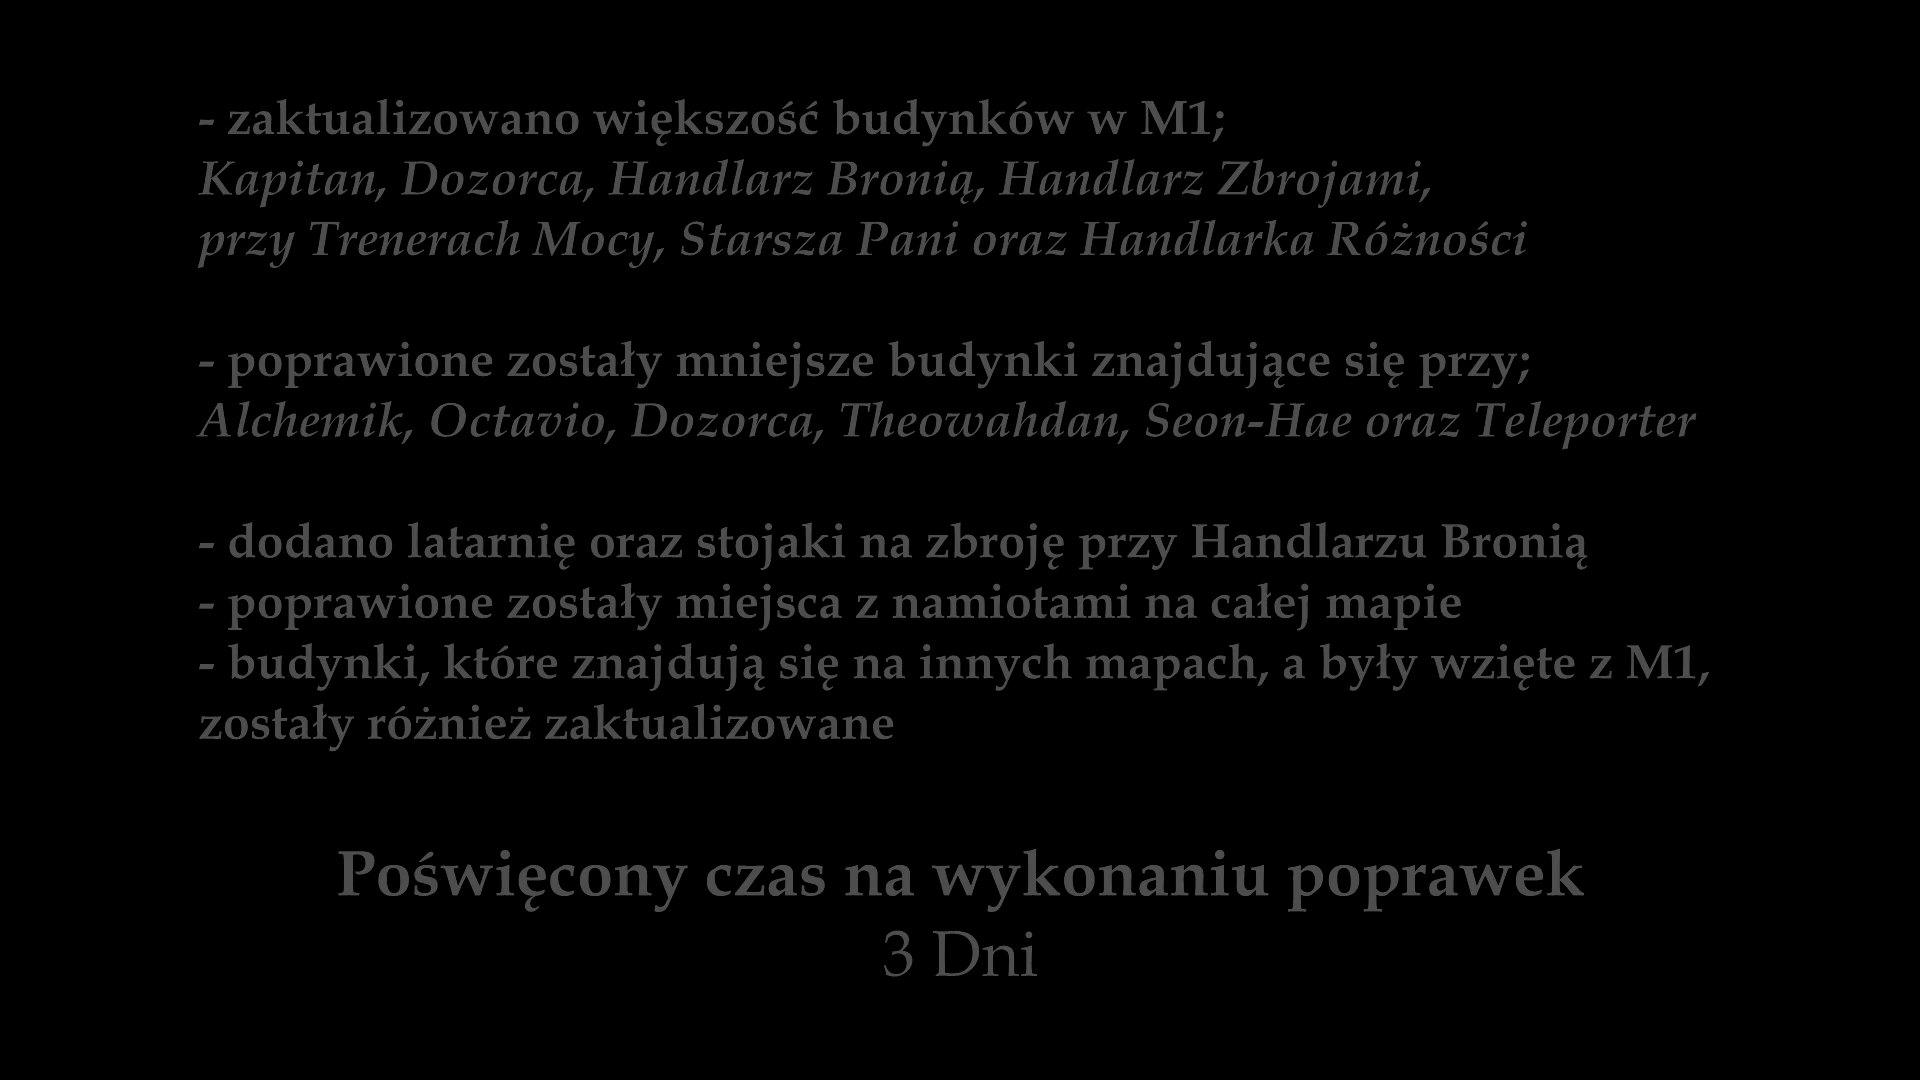 - zaktualizowano większość budynków w M1;
Kapitan, Dozorca, Handlarz Bronią, Handlarz Zbrojami,
przy Trenerach Mocy, Starsza Pani oraz Handlarka Różności
- poprawione zostały mniejsze budynki znajdujące się przy;
Alchemik, Octavio, Dozorca, Theowahdan, Seon-Hae oraz Teleporter
- dodano latarnię oraz stojaki na zbroję przy Handlarzu Bronią
- poprawione zostały miejsca z namiotami na całej mapie
- budynki, które znajdują się na innych mapach, a były wzięte z M1,
zostały różnież zaktualizowane
Poświęcony czas na wykonaniu poprawek
3 Dni